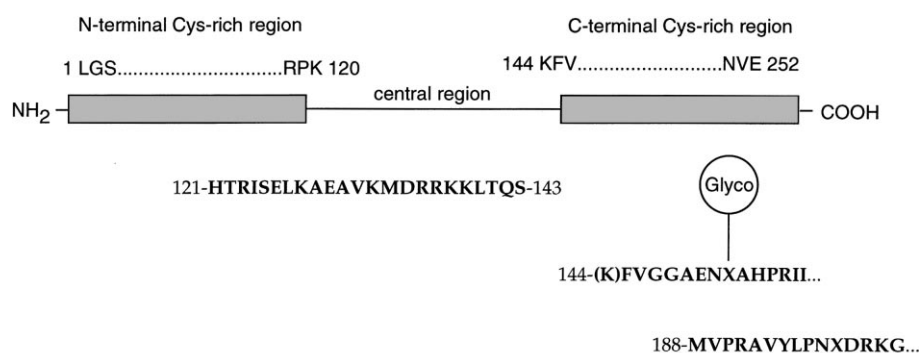 N-terminal Cys-rich region
C-terminal Cys-rich region
1 LGS............................RPK 120
144 KFV.........................NVE 252
NH2
central region
COOH
121-HTRISELKAEAVKMDRRKKLTQS-143
Glyco
144-(K)FVGGAENXAHPRII...
188-MVPRAVYLPNXDRKG...